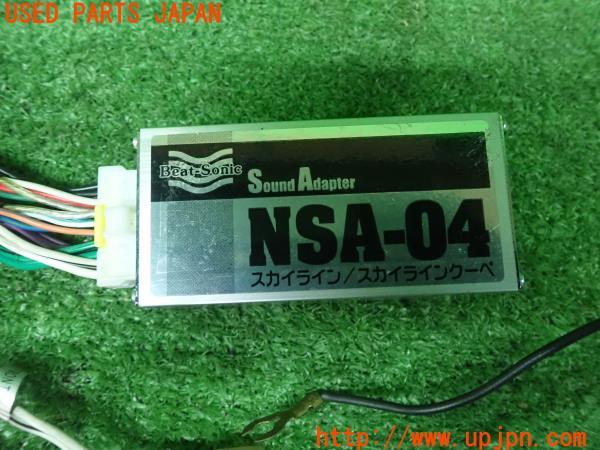 USED PARTS JAPAN
Beat-Sonic
Sound Adapter
NSA-04
スカイライン/スカイラインクーペ
http://www.upjpn.com